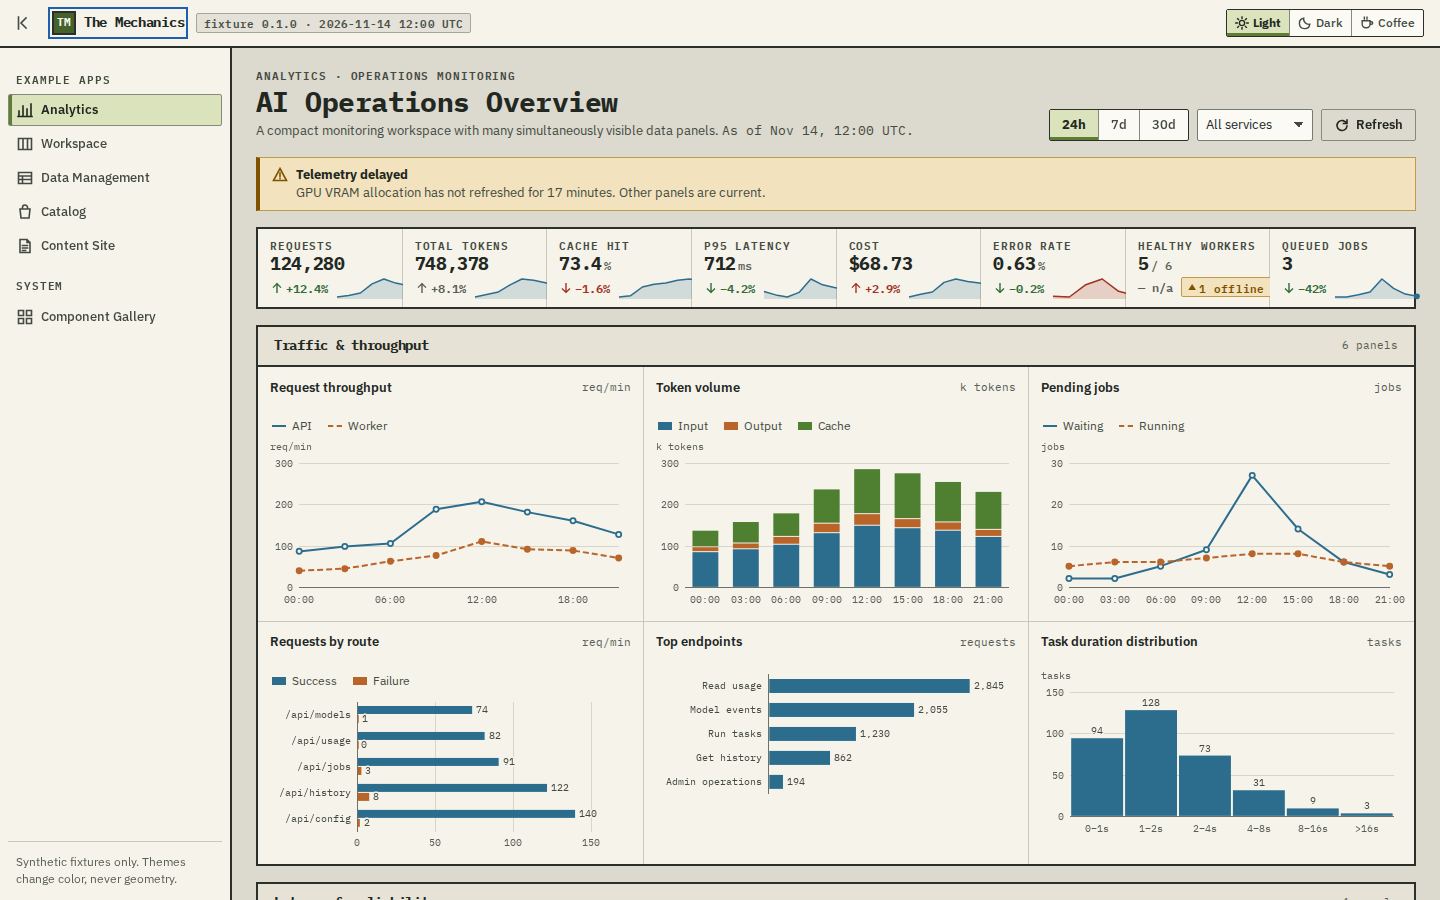 TM The Mechanics fixture 0.1.0 · 2026-11-14 12:00 UTC Light Dark Coffee
EXAMPLE APPS
Analytics
Workspace
Data Management
Catalog
Content Site
SYSTEM
Component Gallery
Synthetic fixtures only. Themes
change color, never geometry.
ANALYTICS · OPERATIONS MONITORING
AI Operations Overview
A compact monitoring workspace with many simultaneously visible data panels. As of Nov 14, 12:00 UTC.
24h 7d 30d All services Refresh
Telemetry delayed
GPU VRAM allocation has not refreshed for 17 minutes. Other panels are current.
REQUESTS
124,280
+12.4%
TOTAL TOKENS
748,378
+8.1%
CACHE HIT
73.4%
−1.6%
P95 LATENCY
712ms
−4.2%
COST
$68.73
+2.9%
ERROR RATE
0.63%
−0.2%
HEALTHY WORKERS
5/ 6
— n/a 1 offline
QUEUED JOBS
3
−42%
Traffic & throughput 6 panels
Request throughput req/min
API Worker
req/min
300
200
100
0
00:00 06:00 12:00 18:00
Token volume k tokens
Input Output Cache
k tokens
300
200
100
0
00:00 03:00 06:00 09:00 12:00 15:00 18:00 21:00
Pending jobs jobs
Waiting Running
jobs
30
20
10
0
00:00 03:00 06:00 09:00 12:00 15:00 18:00 21:00
Requests by route req/min
Success Failure
/api/models 74
1
/api/usage 82
0
/api/jobs 91
3
/api/history 122
8
/api/config 140
2
0 50 100 150
Top endpoints requests
Read usage 2,845
Model events 2,055
Run tasks 1,230
Get history 862
Admin operations 194
Task duration distribution tasks
tasks
150
100
50
0
94 128 73 31 9 3
0–1s 1–2s 2–4s 4–8s 8–16s >16s